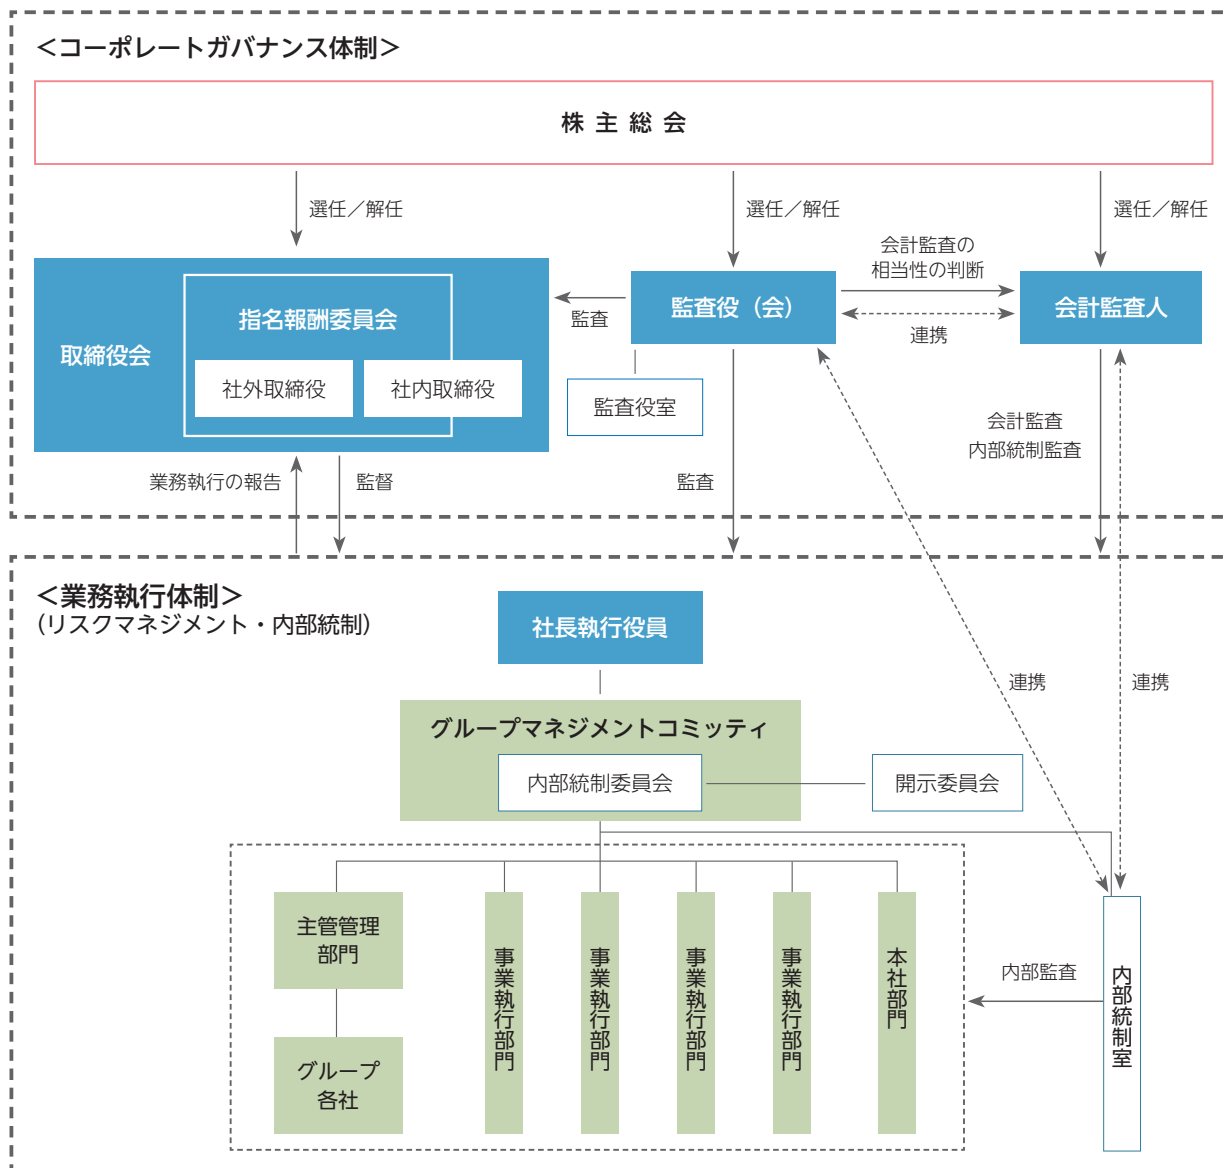 ＜コーポレートガバナンス体制＞
株主総会
選任／解任
選任／解任
選任／解任
会計監査の
相当性の判断
指名報酬委員会
取締役会
社外取締役
社内取締役
監査
監査役（会）
連携
会計監査人
監査役室
会計監査
内部統制監査
業務執行の報告
監督
監査
＜業務執行体制＞
（リスクマネジメント・内部統制）
社長執行役員
連携
連携
グループマネジメントコミッティ
内部統制委員会
開示委員会
主管管理
部門
グループ
各社
事業執行部門
事業執行部門
事業執行部門
事業執行部門
本社部門
内部監査
内部統制室